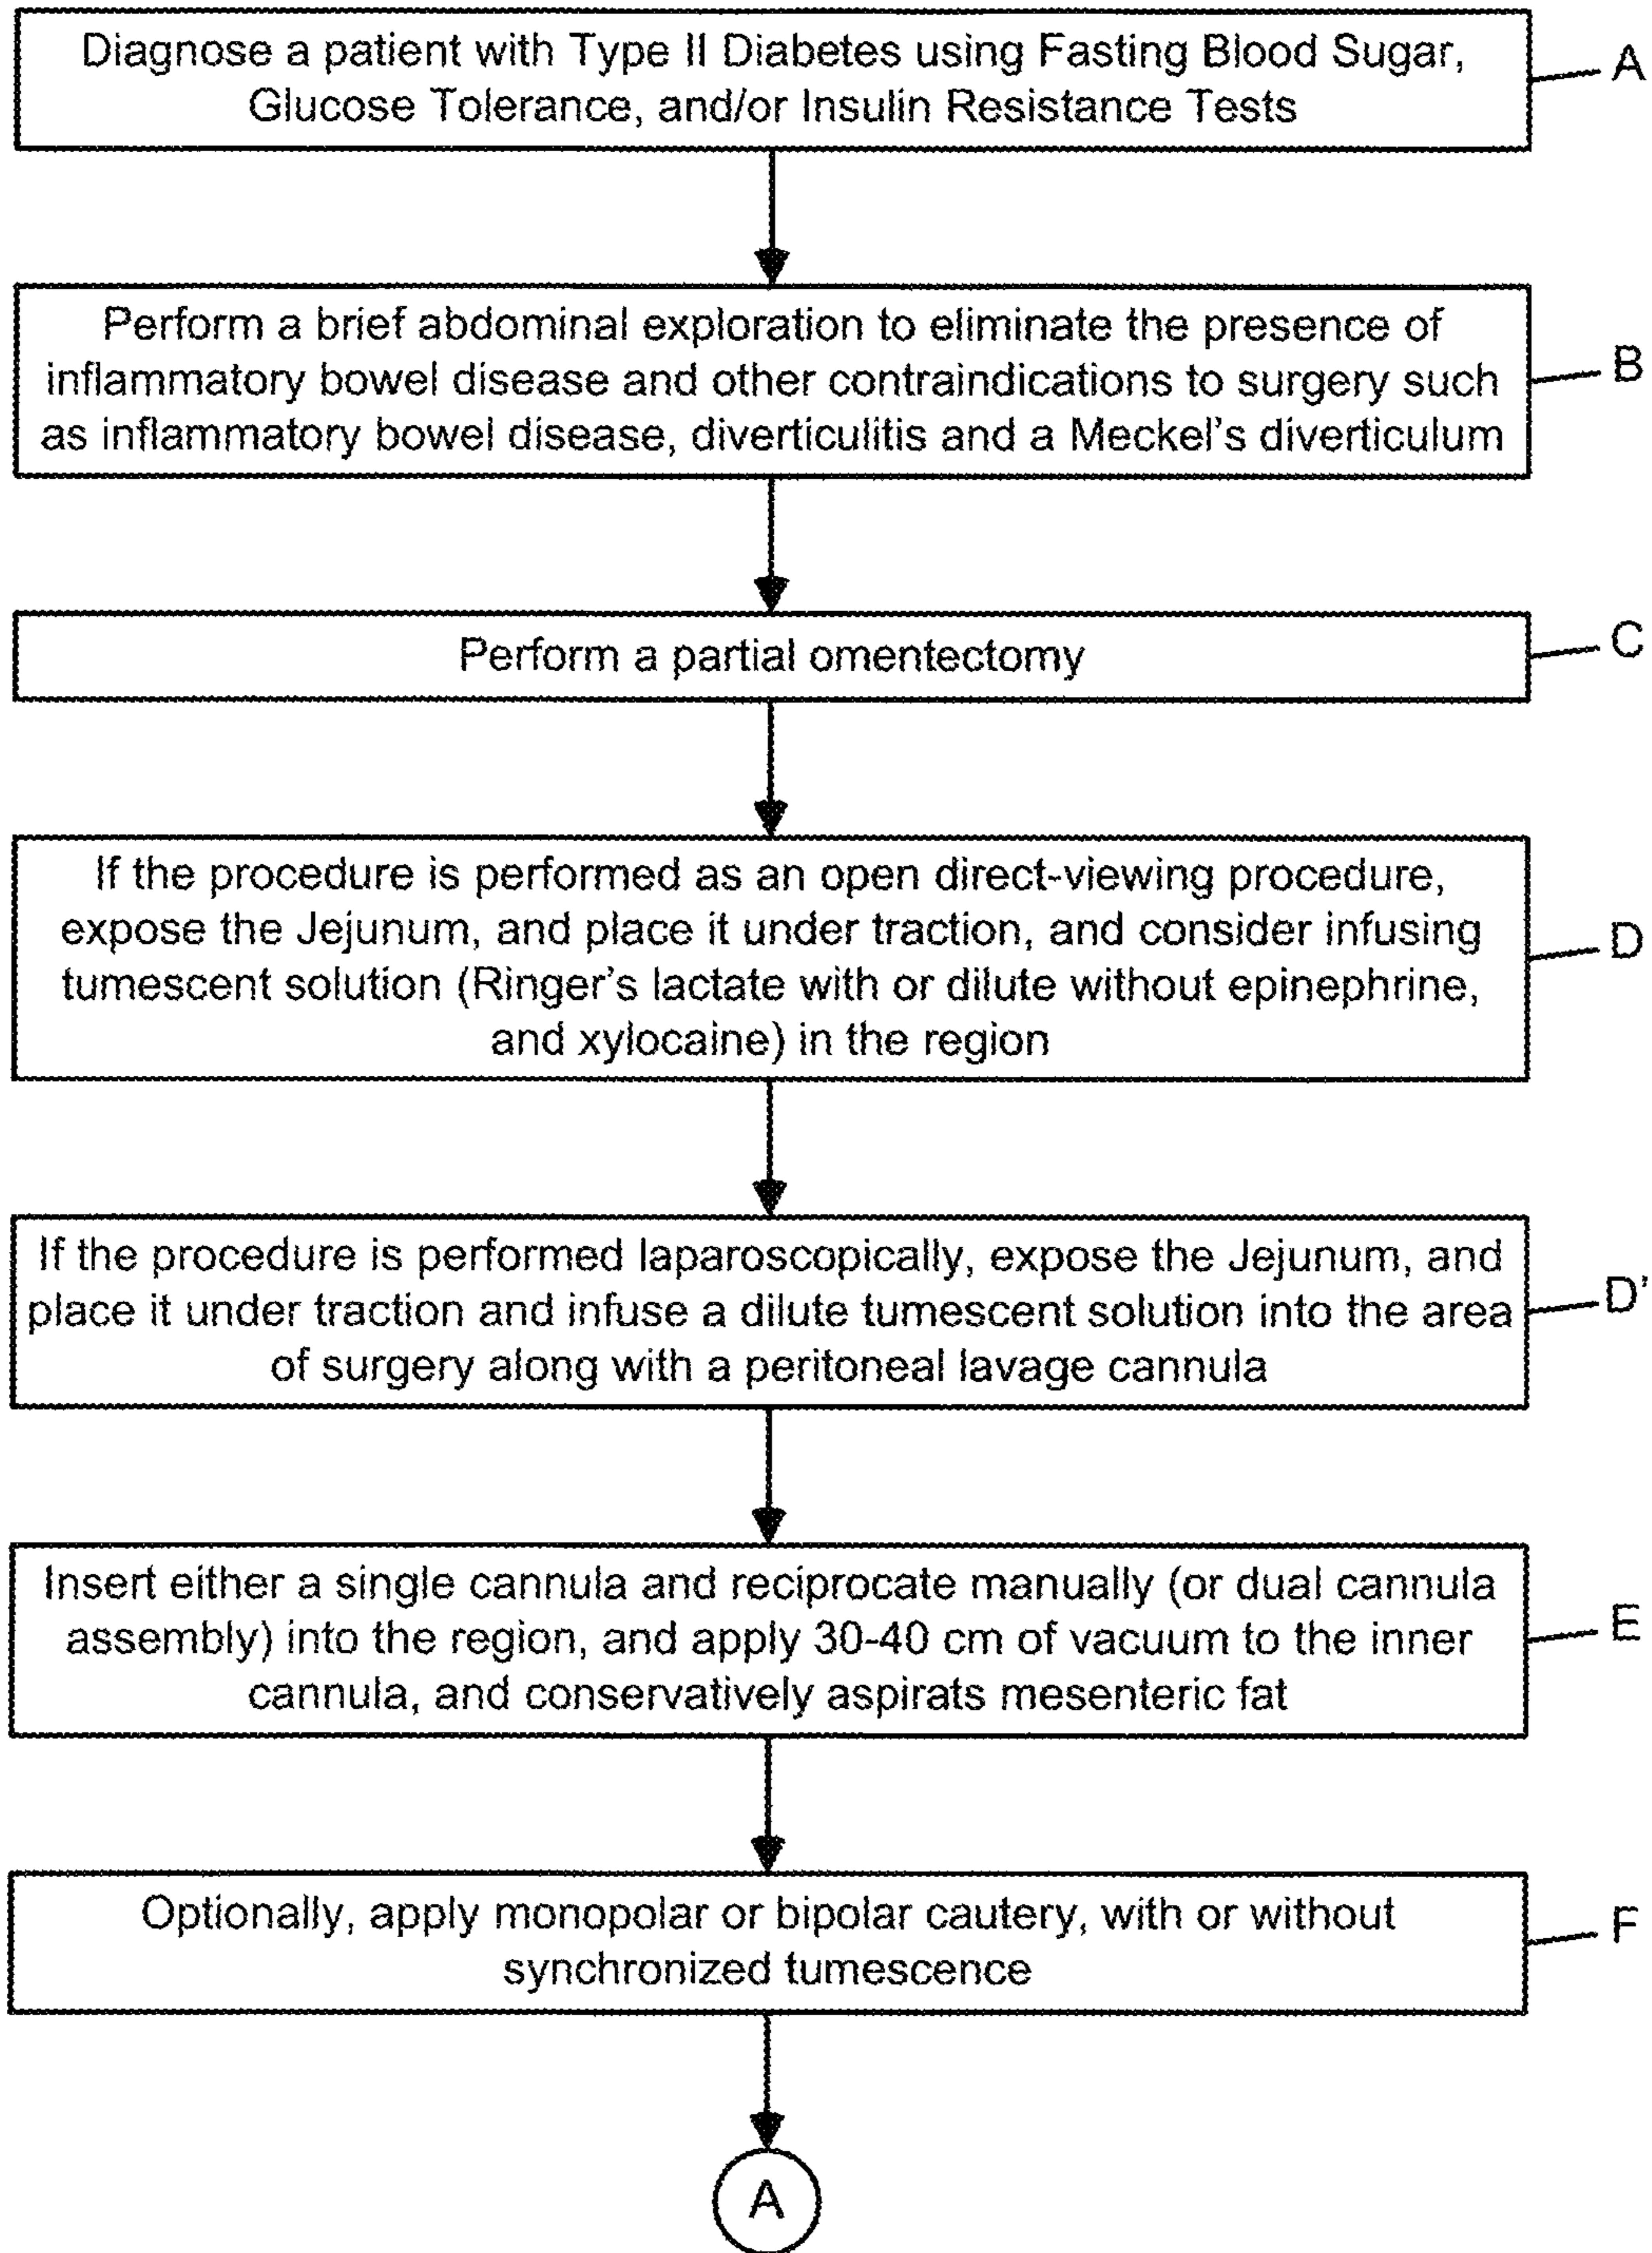 Diagnose a patient with Type II Diabetes using Fasting Blood Sugar,
Glucose Tolerance, and/or Insulin Resistance Tests
A
Perform a brief abdominal exploration to eliminate the presence of
inflammatory bowel disease and other contraindications to surgery such
as inflammatory bowel disease, diverticulitis and a Meckel's diverticulum
B
Perform a partial omentectomy
C
If the procedure is performed as an open direct-viewing procedure,
expose the Jejunum, and place it under traction, and consider infusing
tumescent solution (Ringer's lactate with or dilute without epinephrine,
and xylocaine) in the region
D
If the procedure is performed laparoscopically, expose the Jejunum, and
place it under traction and infuse a dilute tumescent solution into the area
of surgery along with a peritoneal lavage cannula
D'
Insert either a single cannula and reciprocate manually (or dual cannula
assembly) into the region, and apply 30-40 cm of vacuum to the inner
cannula, and conservatively aspirats mesenteric fat
E
Optionally, apply monopolar or bipolar cautery, with or without
synchronized tumescence
F
A